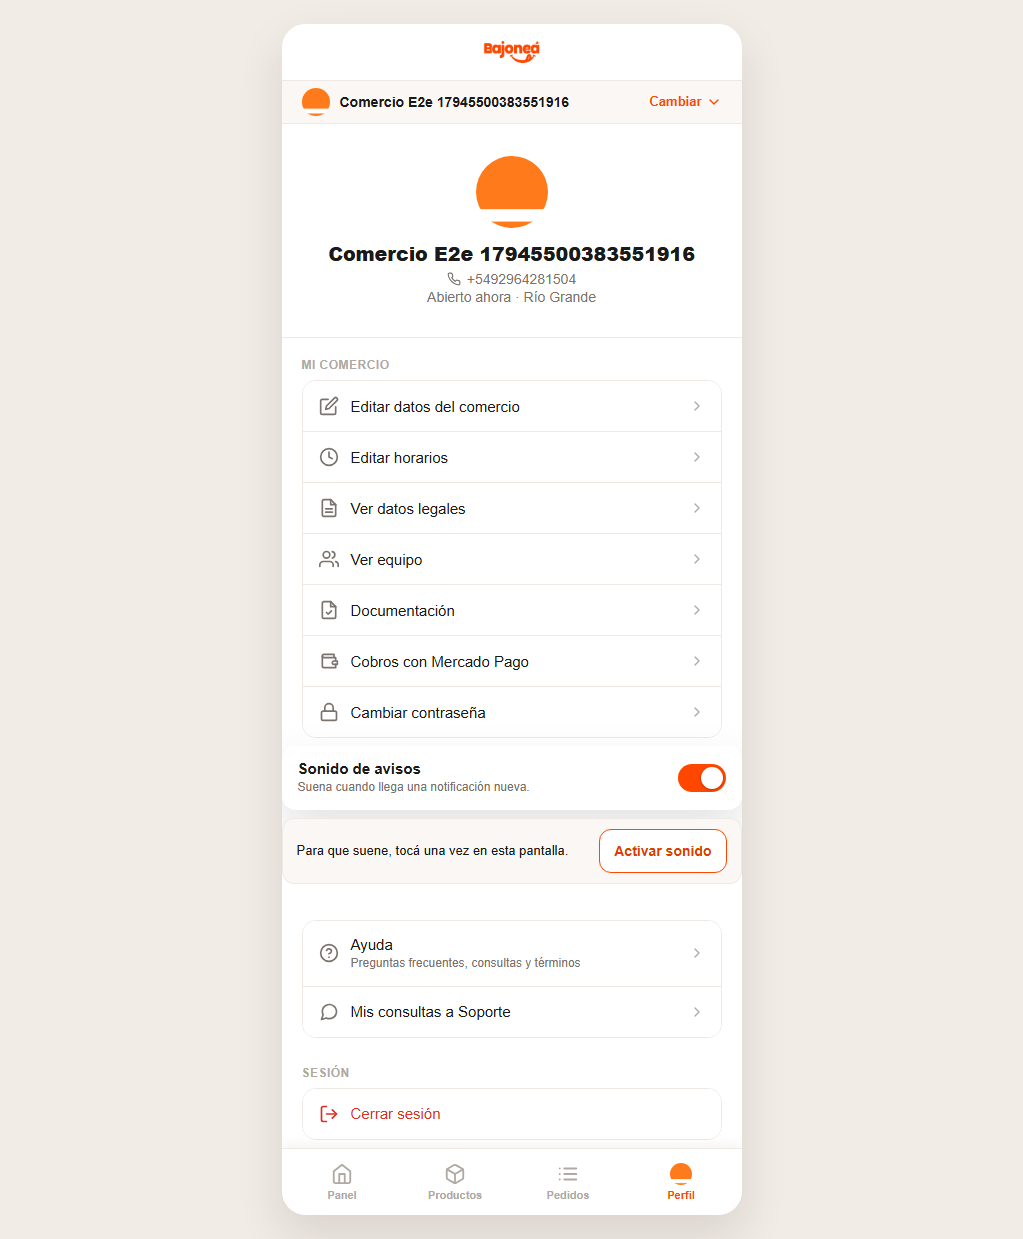 Bajoneá
Comercio E2e 17945500383551916
Cambiar
Comercio E2e 17945500383551916
+5492964281504
Abierto ahora · Río Grande
MI COMERCIO
Editar datos del comercio
Editar horarios
Ver datos legales
Ver equipo
Documentación
Cobros con Mercado Pago
Cambiar contraseña
Sonido de avisos
Suena cuando llega una notificación nueva.
Para que suene, tocá una vez en esta pantalla.
Activar sonido
Ayuda
Preguntas frecuentes, consultas y términos
Mis consultas a Soporte
SESIÓN
Cerrar sesión
Panel
Productos
Pedidos
Perfil